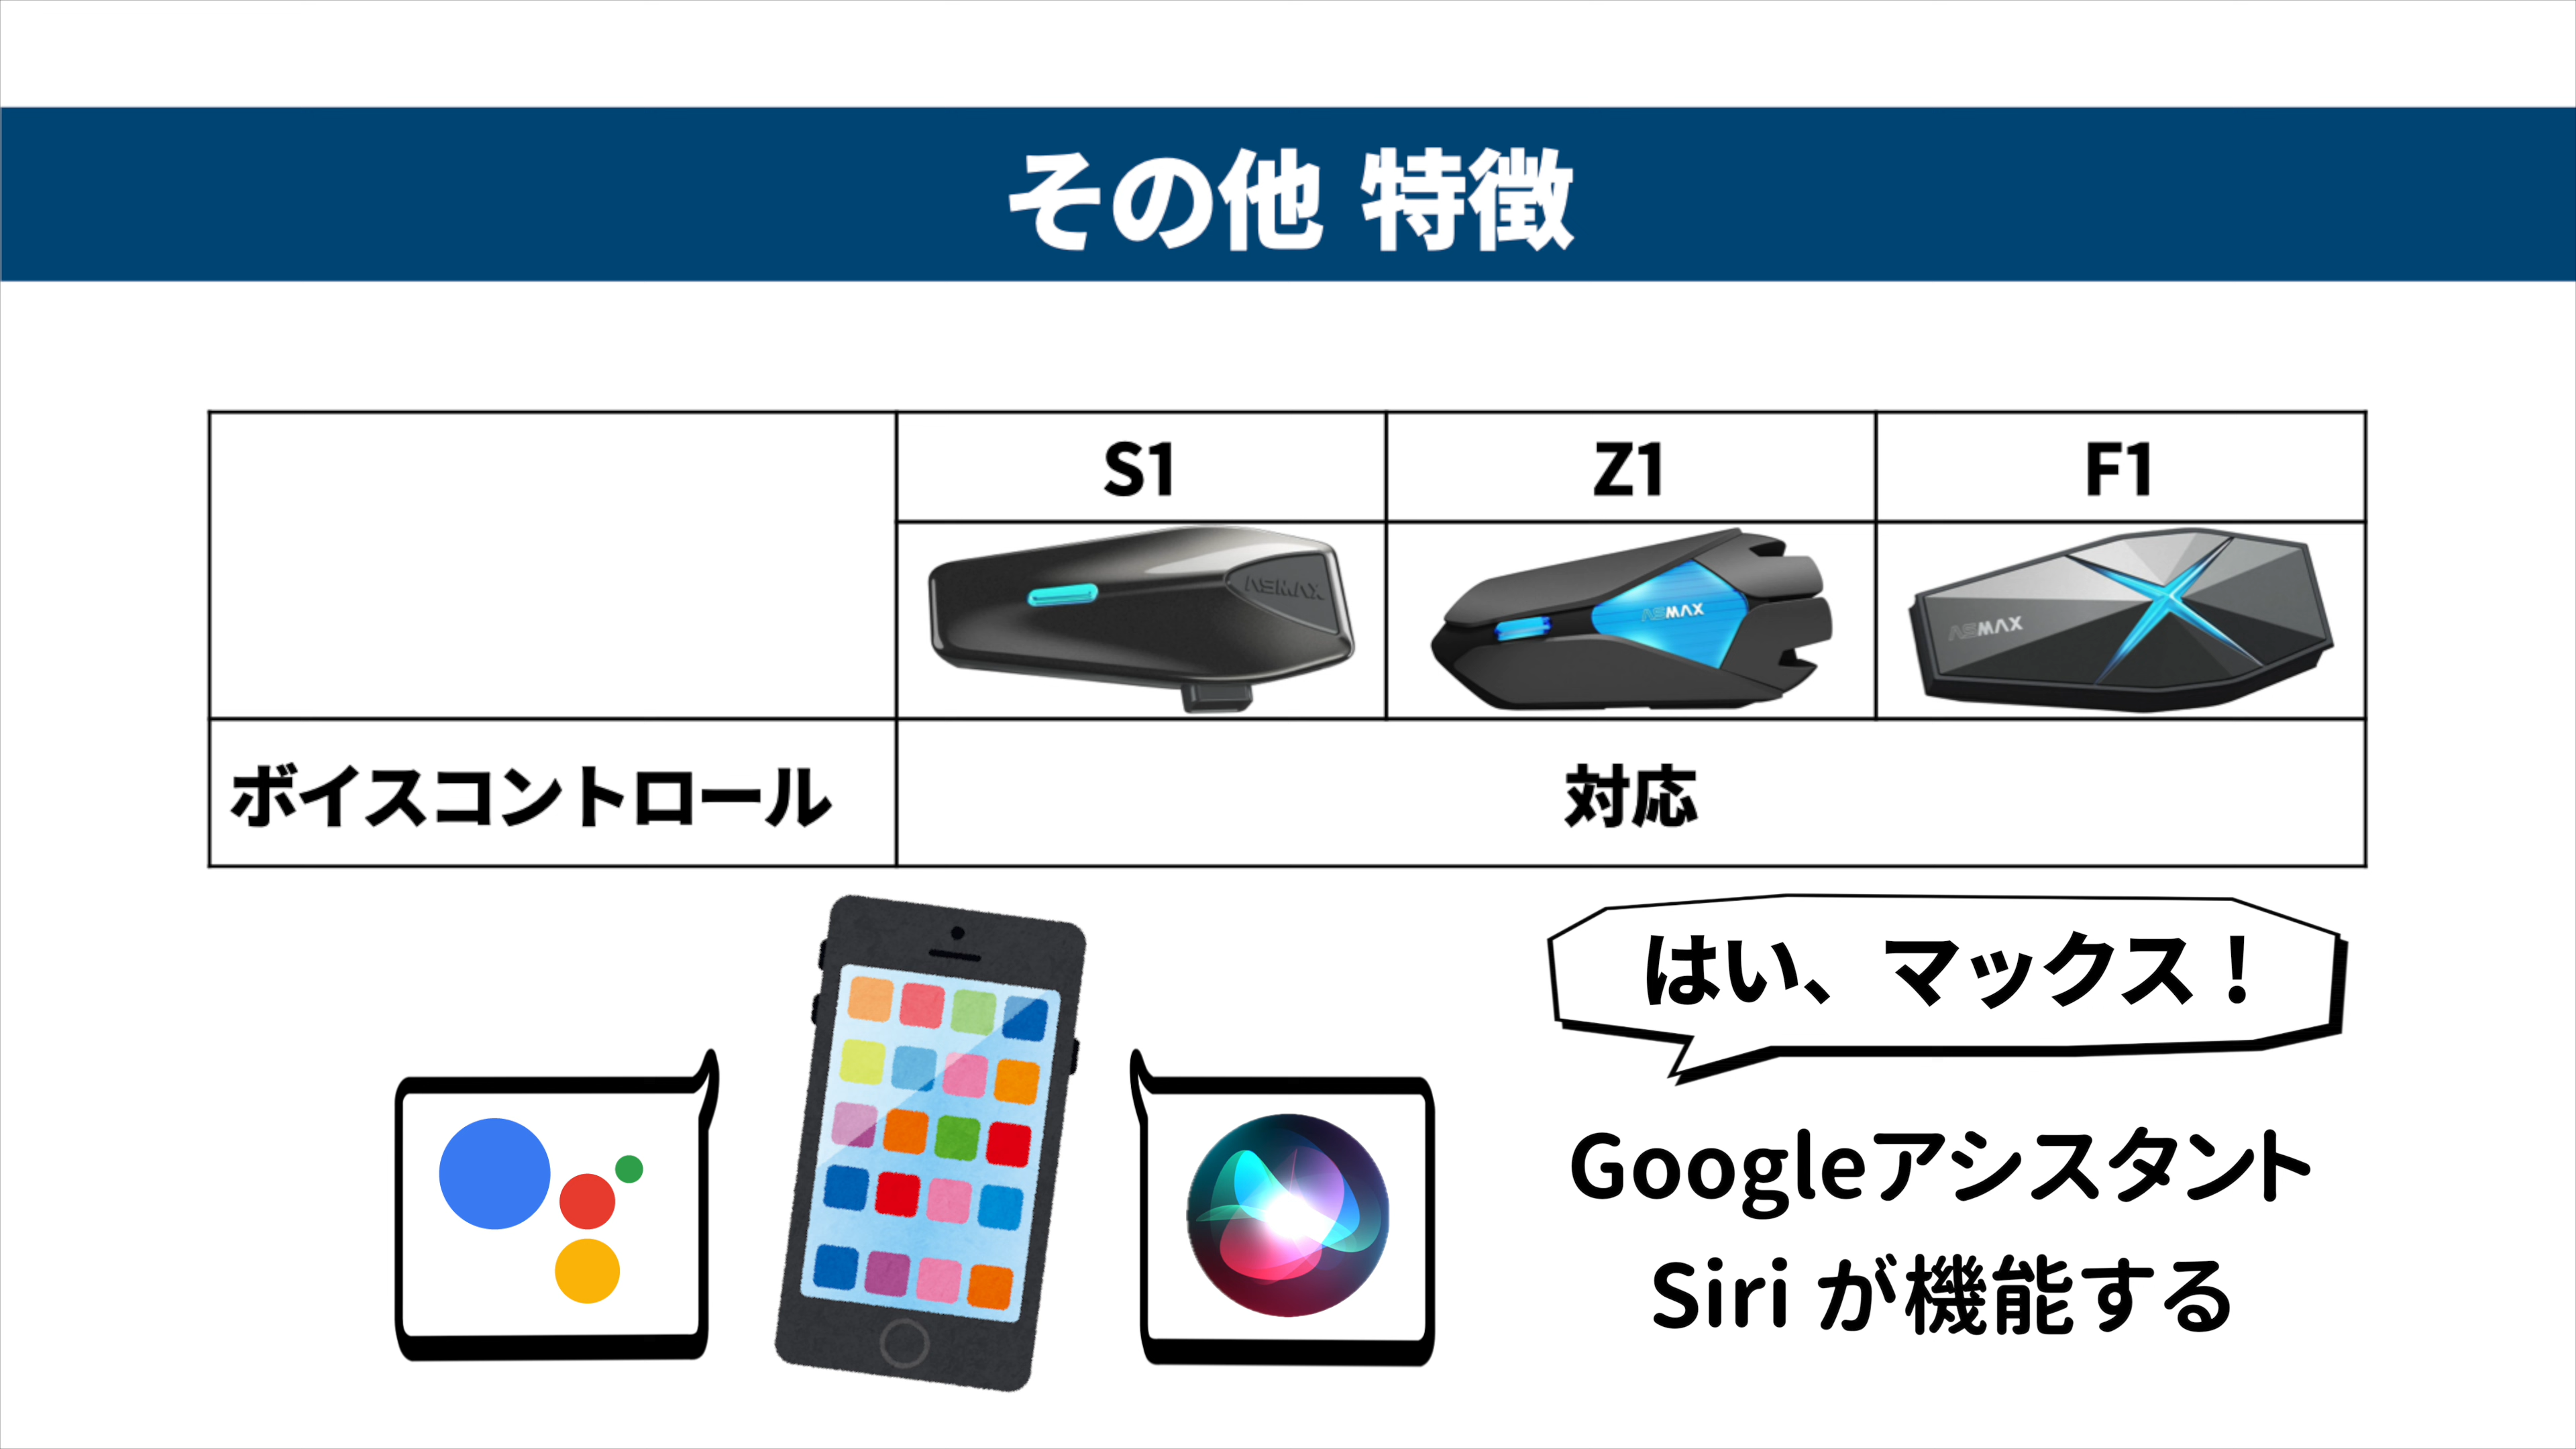 その他 特徴
S1
Z1
F1
ASMAX
ASMAX
ASMAX
ボイスコントロール
対応
はい、マックス！
Googleアシスタント
Siri が機能する